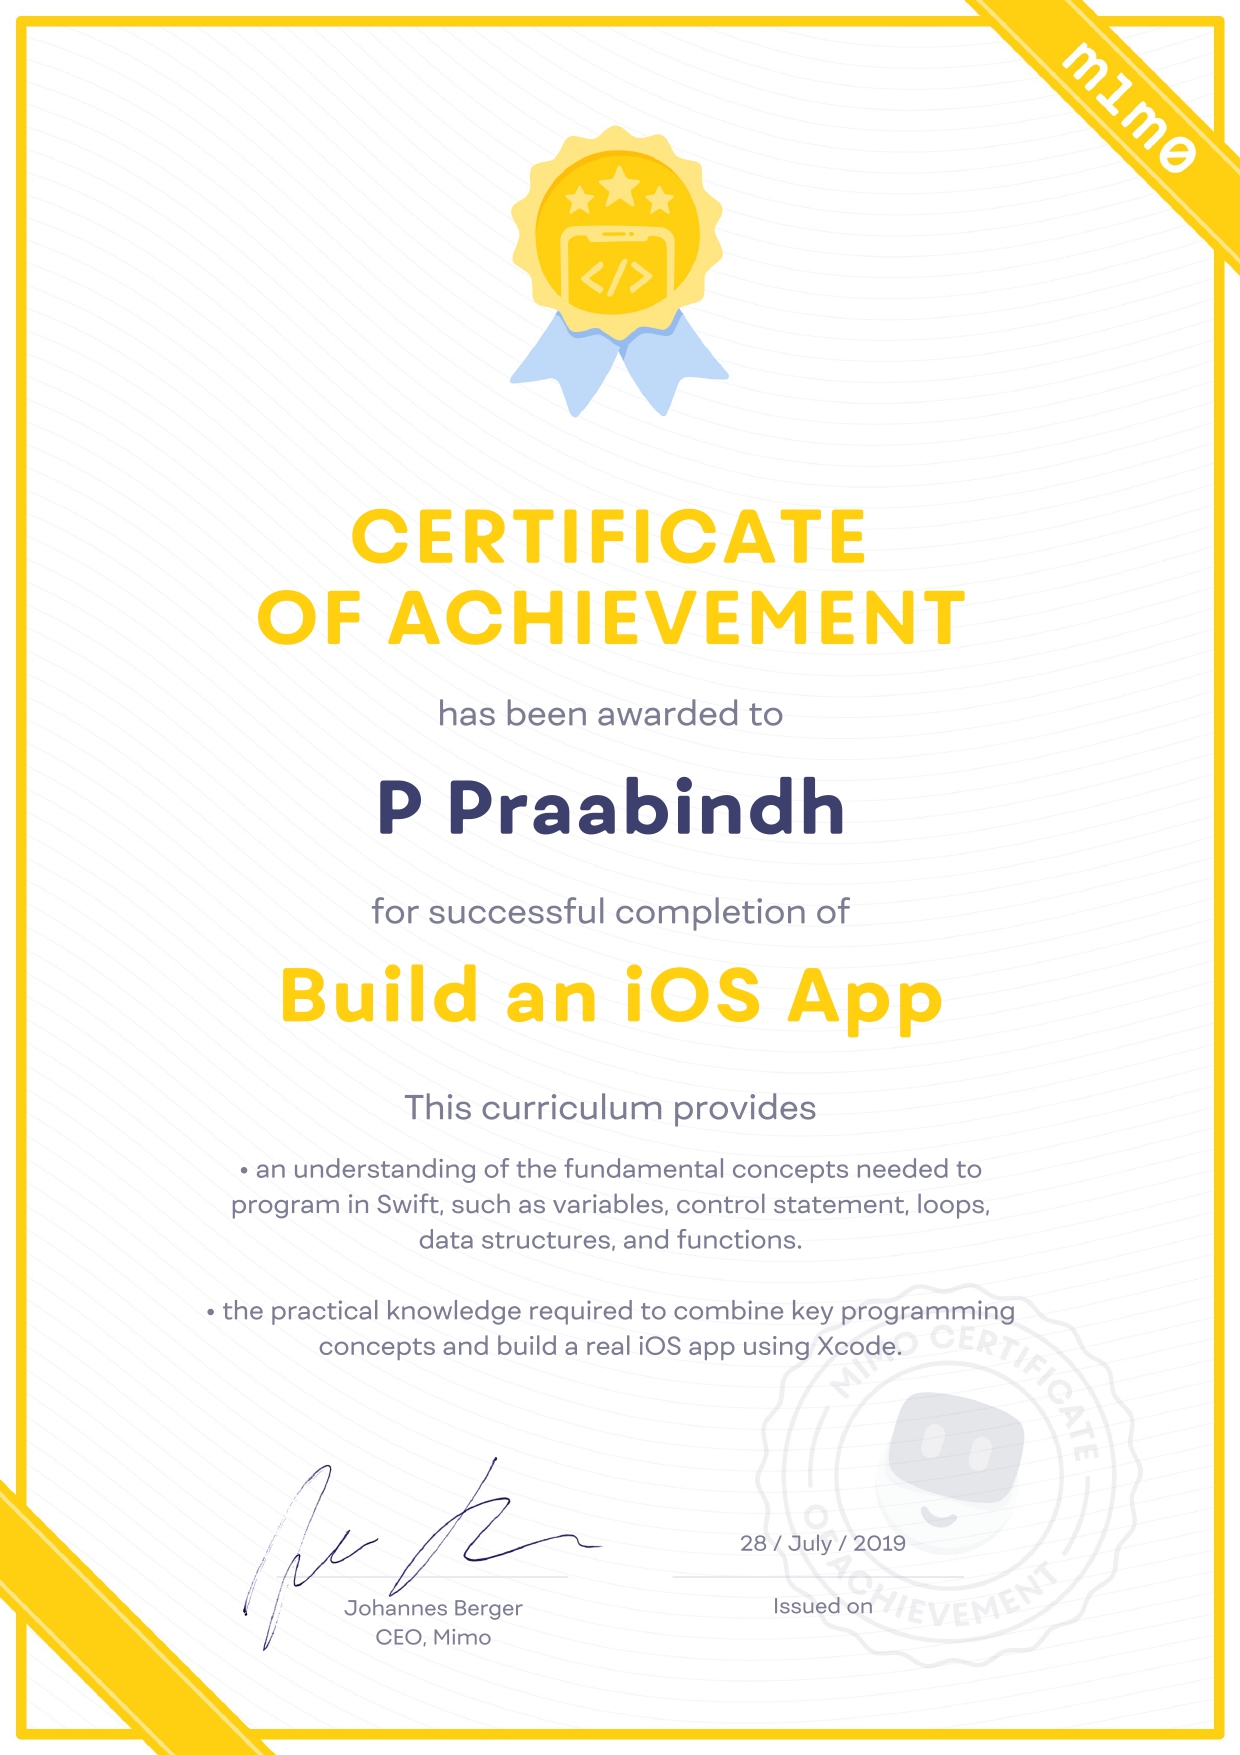 m1m0
</>
CERTIFICATE
OF ACHIEVEMENT
has been awarded to
P Praabindh
for successful completion of
Build an iOS App
This curriculum provides
• an understanding of the fundamental concepts needed to
program in Swift, such as variables, control statement, loops,
data structures, and functions.
• the practical knowledge required to combine key programming
concepts and build a real iOS app using Xcode.
MIMO CERTIFICATE
OF ACHIEVEMENT
28 / July / 2019
Johannes Berger
CEO, Mimo
Issued on